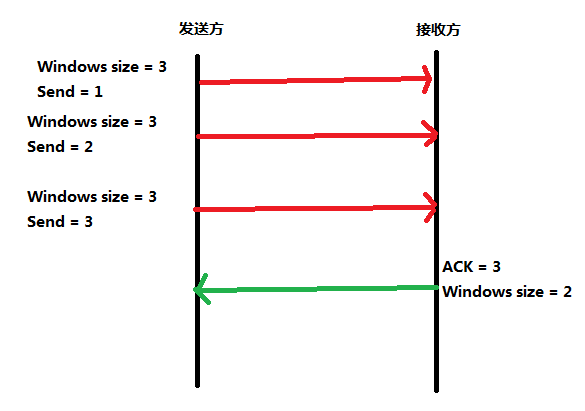 发送方
接收方
Windows size = 3
Send = 1
Windows size = 3
Send = 2
Windows size = 3
Send = 3
ACK = 3
Windows size = 2